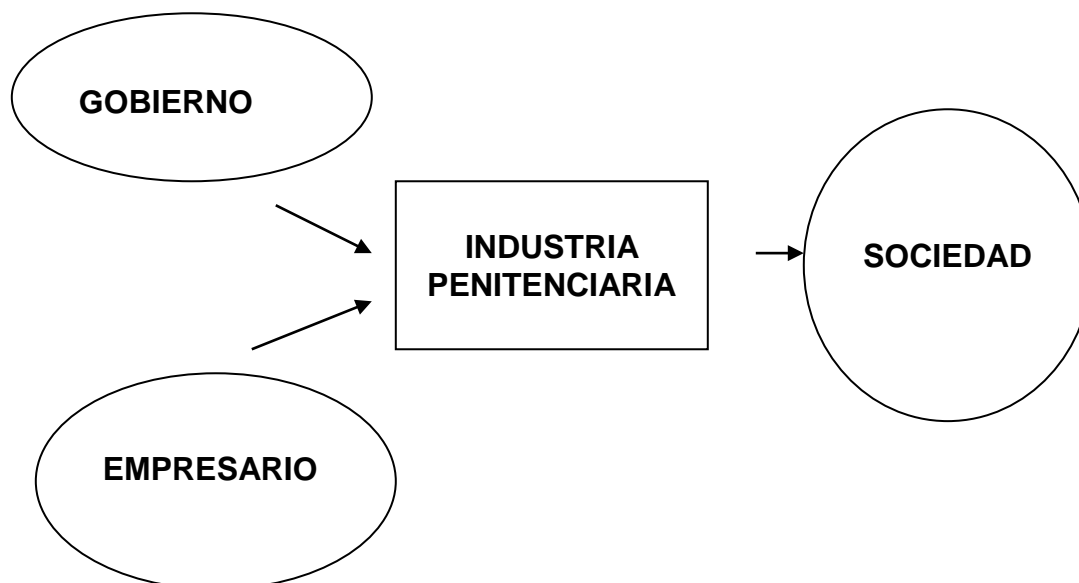 GOBIERNO
INDUSTRIA
PENITENCIARIA
SOCIEDAD
EMPRESARIO